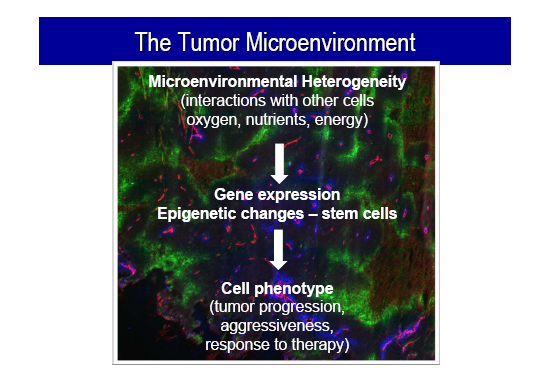 The Tumor Microenvironment
Microenvironmental Heterogeneity
(interactions with other cells
oxygen, nutrients, energy)
Gene expression
Epigenetic changes – stem cells
Cell phenotype
(tumor progression,
aggressiveness,
response to therapy)